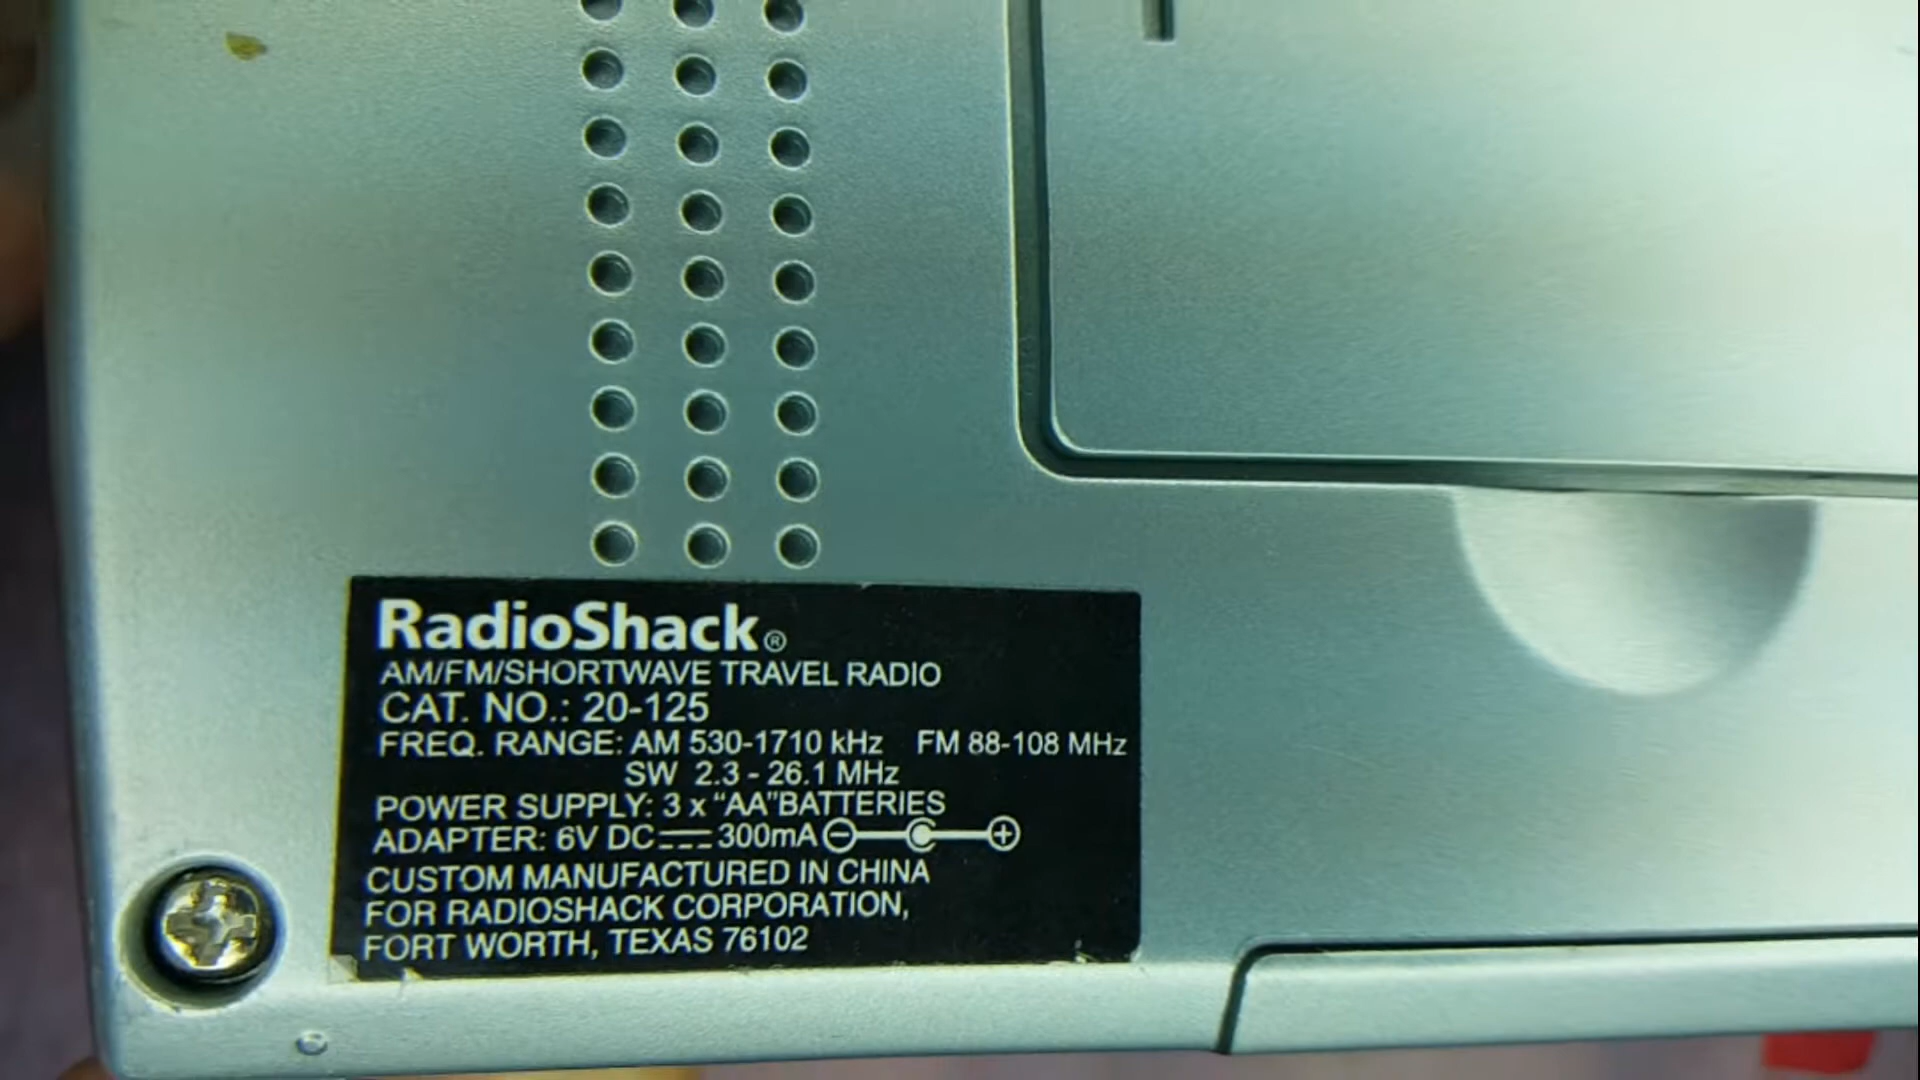 RadioShack®
AM/FM/SHORTWAVE TRAVEL RADIO
CAT. NO.: 20-125
FREQ. RANGE: AM 530-1710 kHz FM 88-108 MHz
SW 2.3 - 26.1 MHz
POWER SUPPLY: 3 x “AA”BATTERIES
ADAPTER: 6V DC 300mA - +
CUSTOM MANUFACTURED IN CHINA
FOR RADIOSHACK CORPORATION,
FORT WORTH, TEXAS 76102